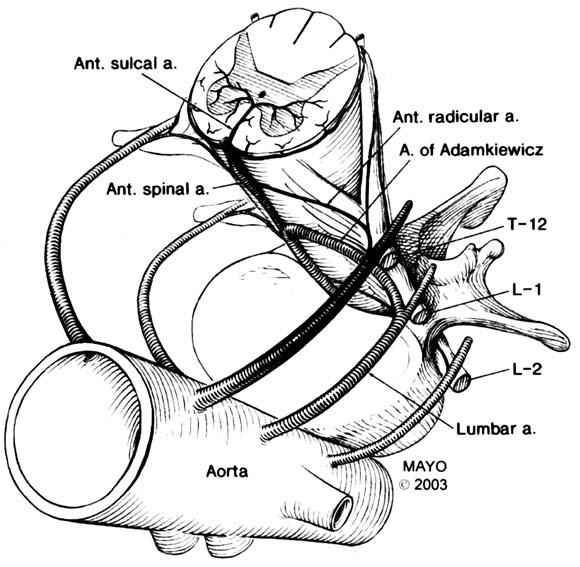 Ant. sulcal a.
Ant. radicular a.
A. of Adamkiewicz
Ant. spinal a.
T-12
L-1
L-2
Lumbar a.
Aorta
MAYO
© 2003